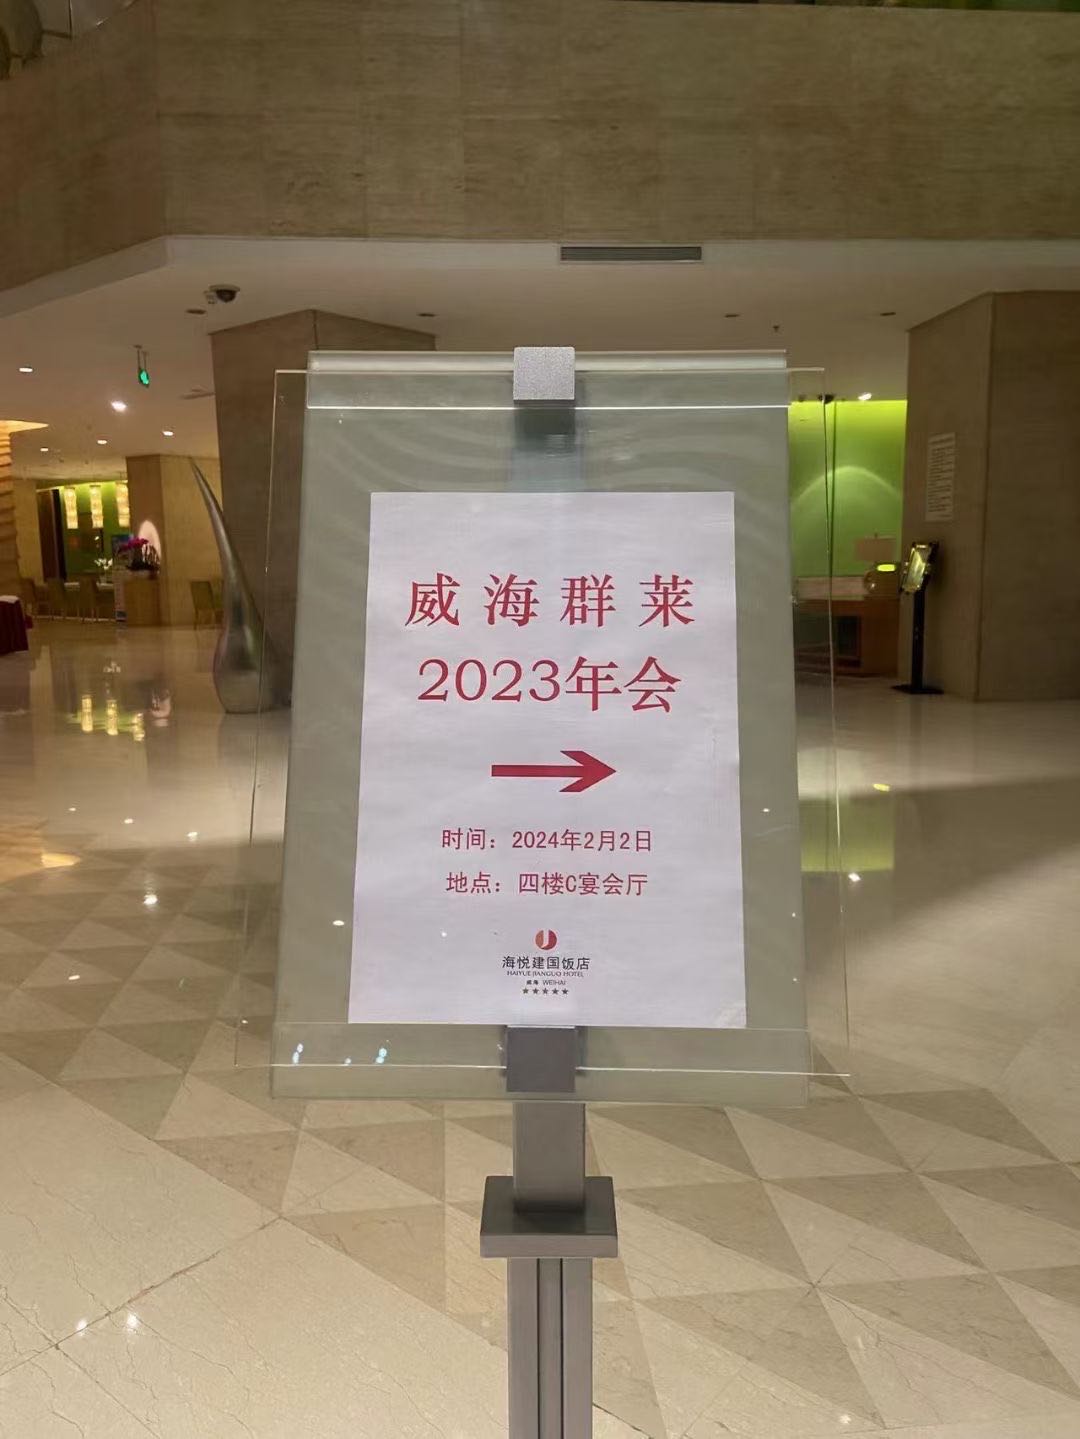 威海群莱
2023年会
→
时间：2024年2月2日
地点：四楼C宴会厅
海悦建国饭店
HAIYUE JIANGUO HOTEL
威海 WEIHAI
★★★★★